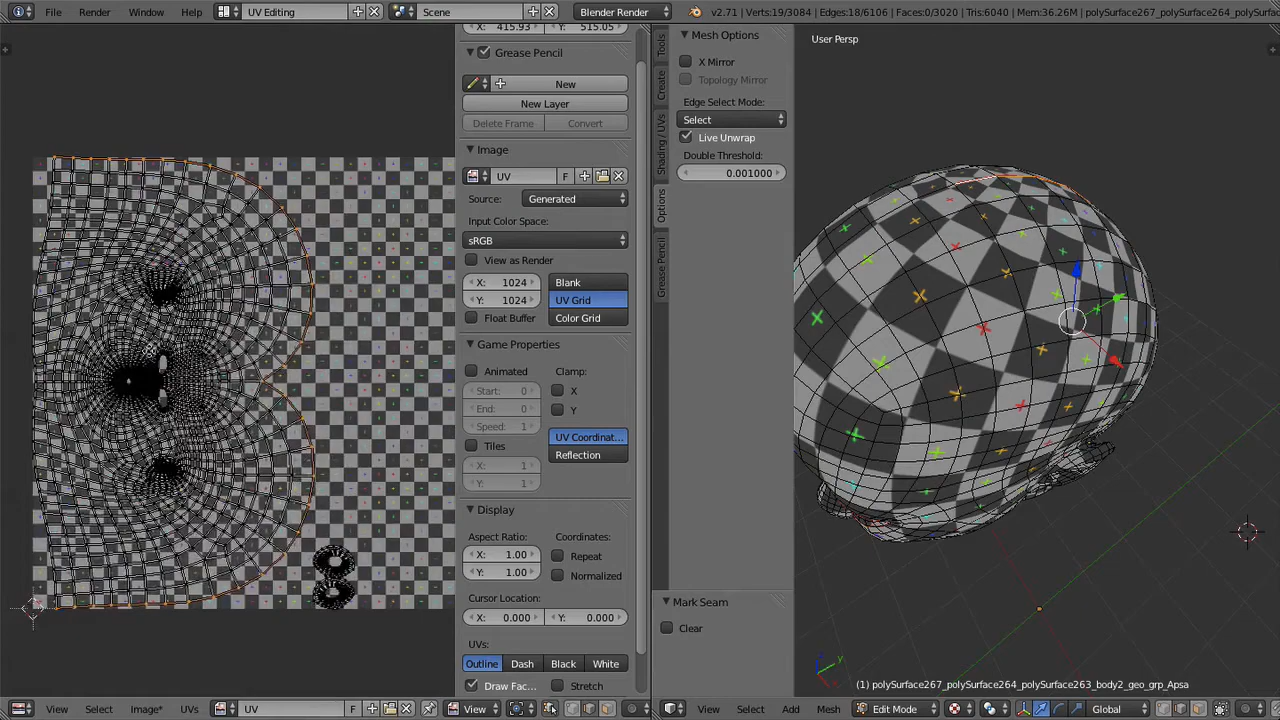 File Render Window Help UV Editing Scene Blender Render v2.71 | Verts:19/3084 | Edges:18/6106 | Faces:0/3020 | Tris:6040 | Mem:36.26M | polySurface267_polySurface264_polySurfa
X: 415.93 Y: 515.05
Grease Pencil
New
New Layer
Delete Frame Convert
Image
UV F
Source: Generated
Input Color Space:
sRGB
View as Render
X: 1024 Blank
Y: 1024 UV Grid
Float Buffer Color Grid
Game Properties
Animated Clamp:
Start: 0 X
End: 0 Y
Speed: 1
UV Coordinat...
Tiles Reflection
X: 1
Y: 1
Display
Aspect Ratio: Coordinates:
X: 1.00 Repeat
Y: 1.00 Normalized
Cursor Location:
X: 0.000 Y: 0.000
UVs:
Outline Dash Black White
Draw Fac... Stretch
View Select Image* UVs UV F View
Tools
Create
Shading / UVs
Options
Grease Pencil
Mesh Options
X Mirror
Topology Mirror
Edge Select Mode:
Select
Live Unwrap
Double Threshold:
0.001000
Mark Seam
Clear
User Persp
z y x
(1) polySurface267_polySurface264_polySurface263_body2_geo_grp_Apsa
View Select Add Mesh Edit Mode Global